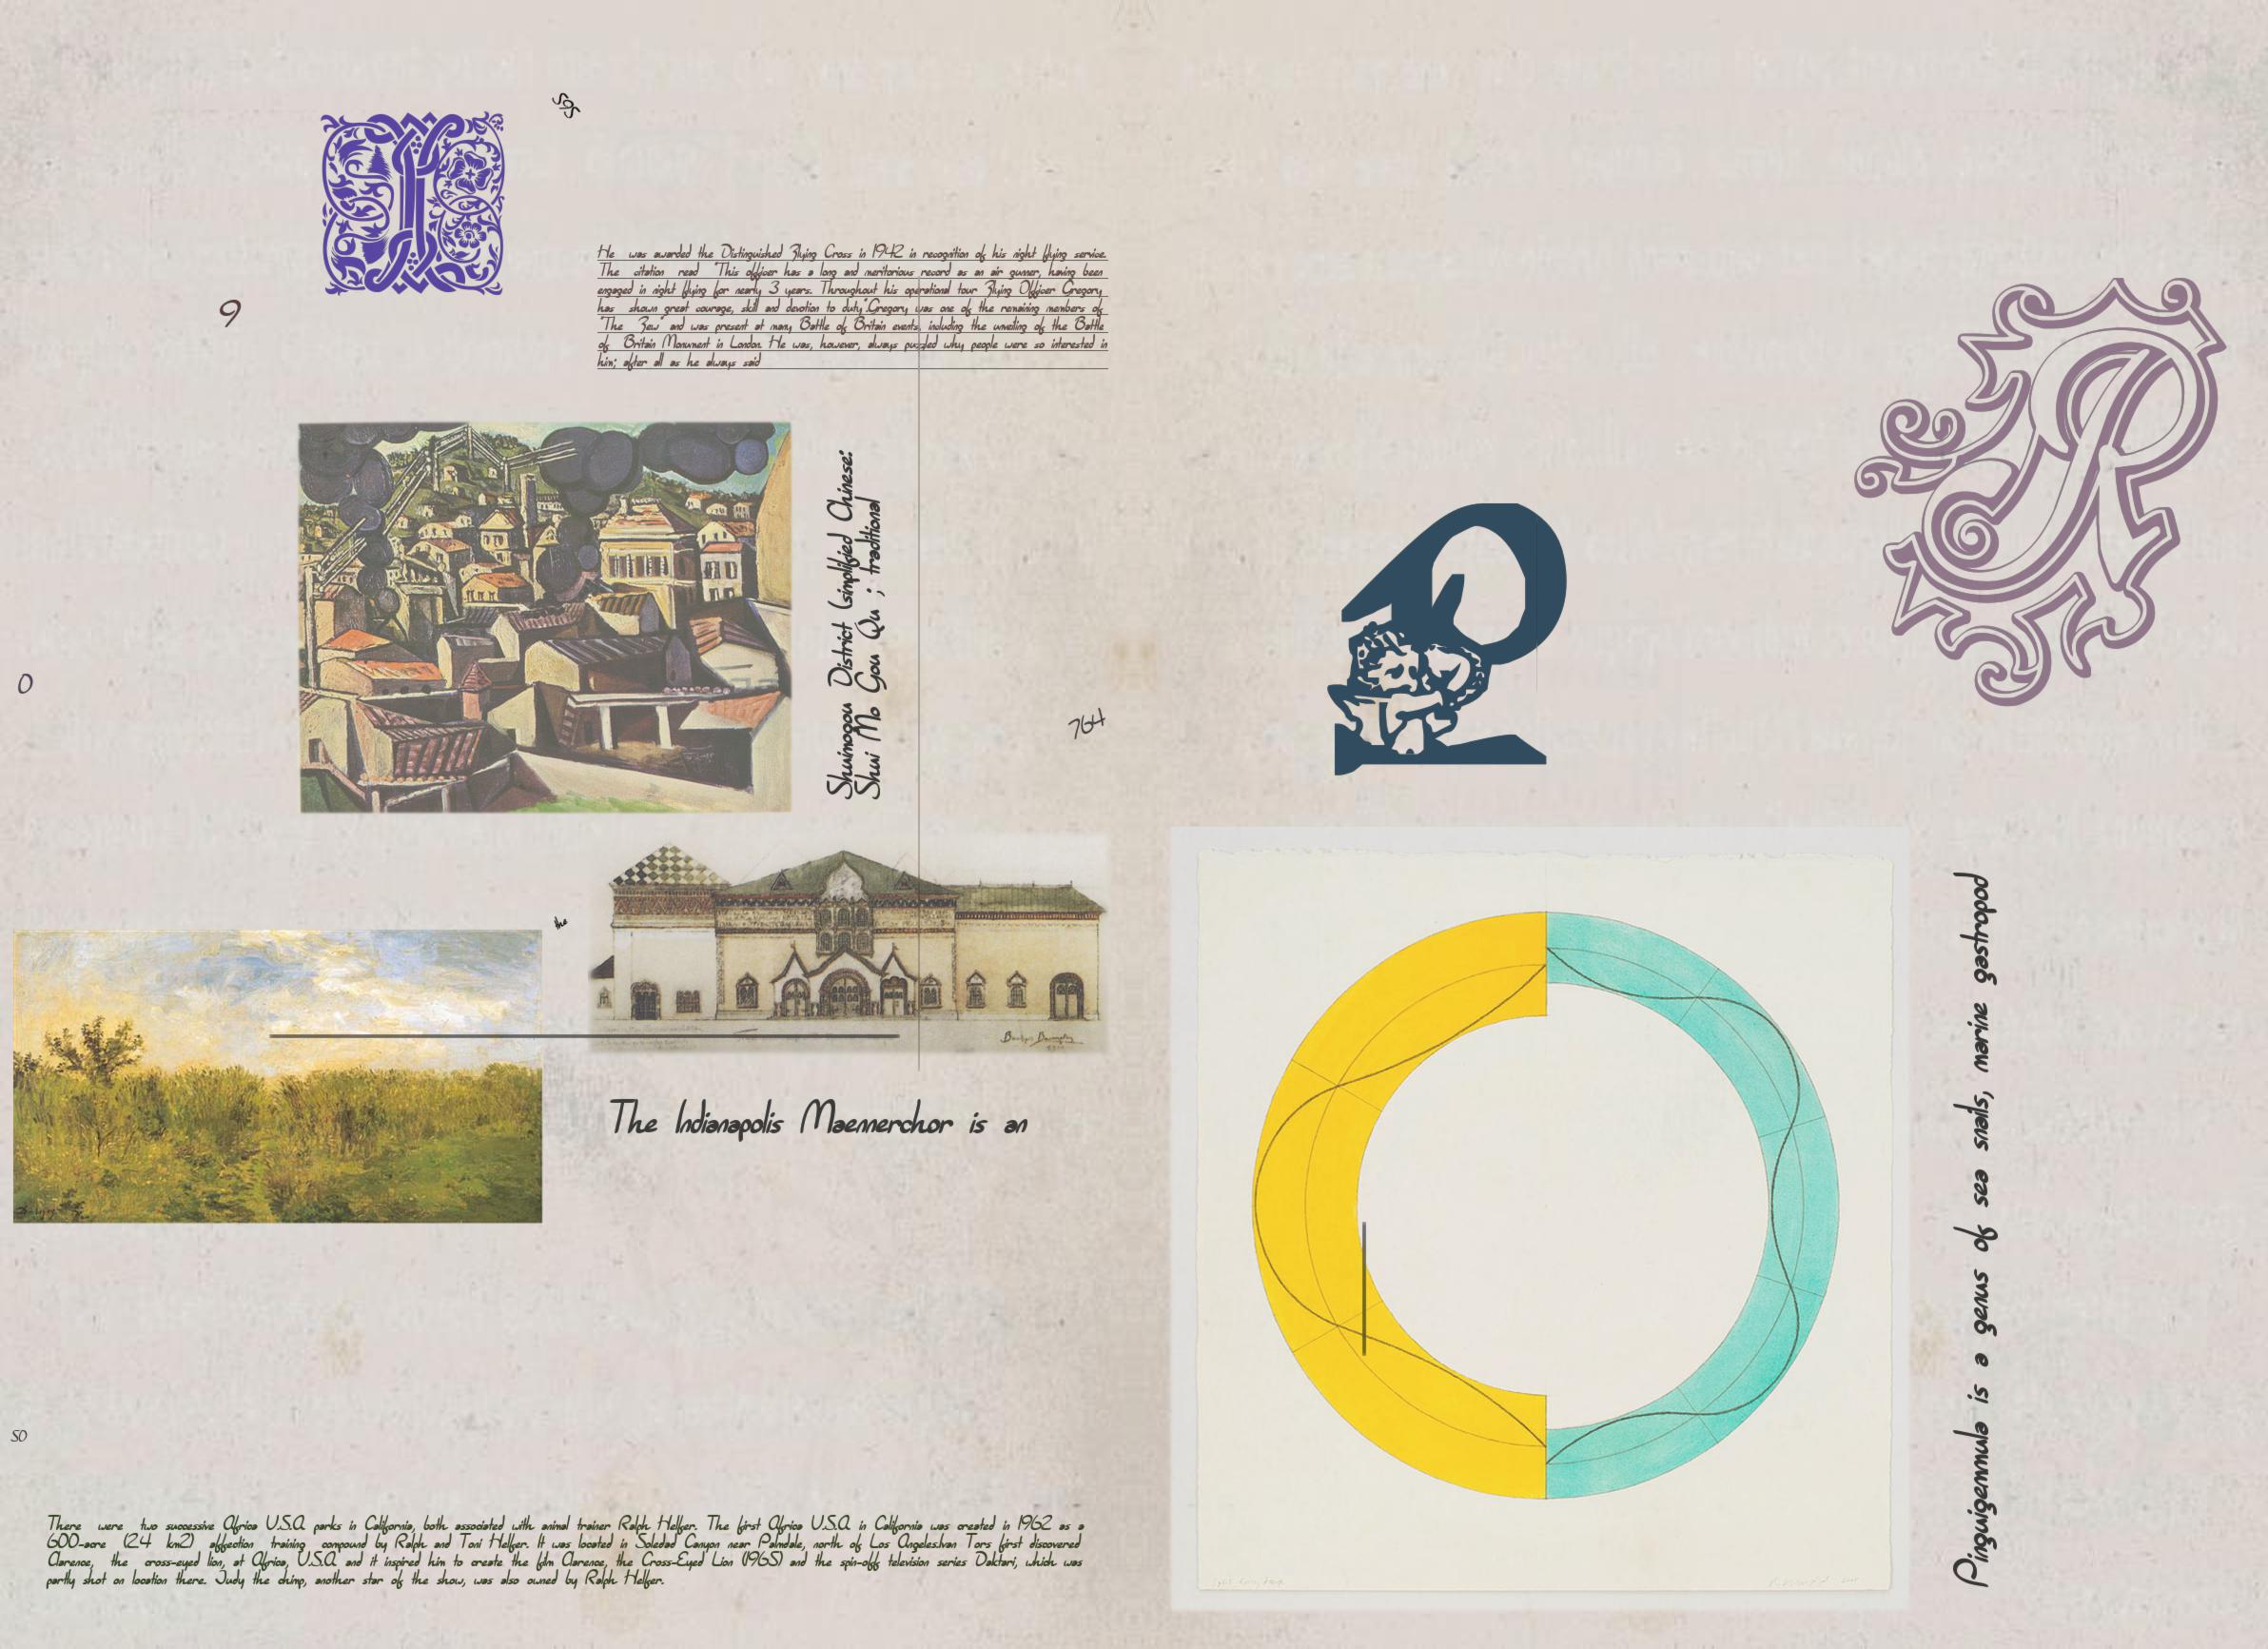 I
595
9
He was awarded the Distinguished Flying Cross in 1942 in recognition of his night flying service.
The citation read "This officer has a long and meritorious record as an air gunner, having been
engaged in night flying for nearly 3 years. Throughout his operational tour Flying Officer Gregory
has shown great courage, skill and devotion to duty".Gregory was one of the remaining members of
"The Few" and was present at many Battle of Britain events, including the unveiling of the Battle
of Britain Monument in London. He was, however, always puzzled why people were so interested in
him; after all as he always said
R
Shuimogou District (simplified Chinese:
Shui Mo Gou Qu ; traditional
0
764
the
The Indianapolis Maennerchor is an
Pinguigemmula is a genus of sea snails, marine gastropod
50
There were two successive Africa U.S.A. parks in California, both associated with animal trainer Ralph Helfer. The first Africa U.S.A. in California was created in 1962 as a
600-acre (2.4 km2) affection training compound by Ralph and Toni Helfer. It was located in Soledad Canyon near Palmdale, north of Los Angeles.Ivan Tors first discovered
Clarence, the cross-eyed lion, at Africa, U.S.A. and it inspired him to create the film Clarence, the Cross-Eyed Lion (1965) and the spin-off television series Daktari, which was
partly shot on location there. Judy the chimp, another star of the show, was also owned by Ralph Helfer.